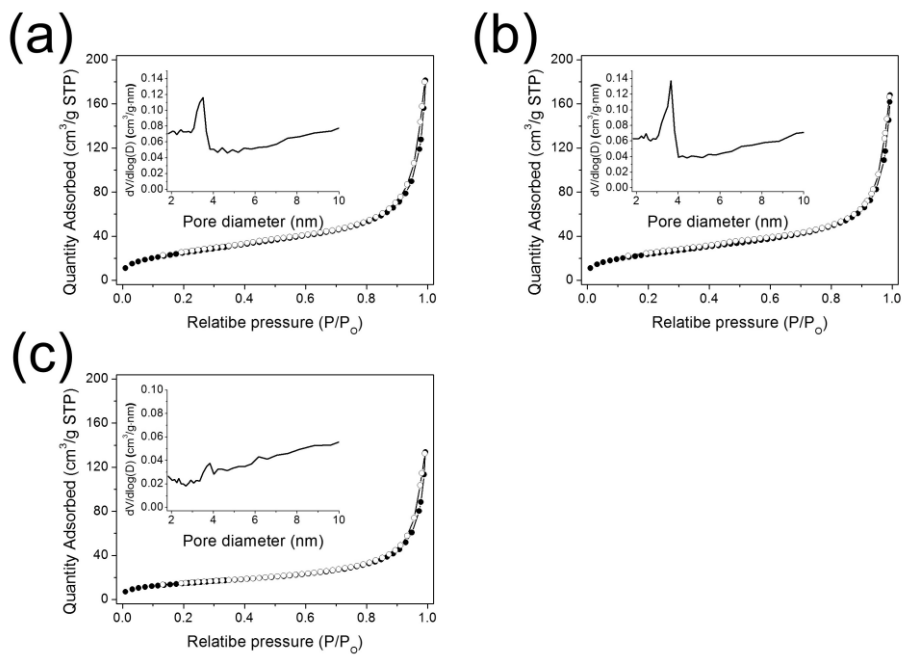 (a)
Quantity Adsorbed (cm³/g STP)
200
160
120
80
40
0
0.0 0.2 0.4 0.6 0.8 1.0
Relatibe pressure (P/P_O)
dV/dlog(D) (cm³/g·nm)
0.14
0.12
0.10
0.08
0.06
0.04
0.02
0.00
2 4 6 8 10
Pore diameter (nm)
(b)
Quantity Adsorbed (cm³/g STP)
200
160
120
80
40
0
0.0 0.2 0.4 0.6 0.8 1.0
Relatibe pressure (P/P_O)
dV/dlog(D) (cm³/g·nm)
0.14
0.12
0.10
0.08
0.06
0.04
0.02
0.00
2 4 6 8 10
Pore diameter (nm)
(c)
Quantity Adsorbed (cm³/g STP)
200
160
120
80
40
0
0.0 0.2 0.4 0.6 0.8 1.0
Relatibe pressure (P/P_O)
dV/dlog(D) (cm³/g·nm)
0.10
0.08
0.06
0.04
0.02
0.00
2 4 6 8 10
Pore diameter (nm)